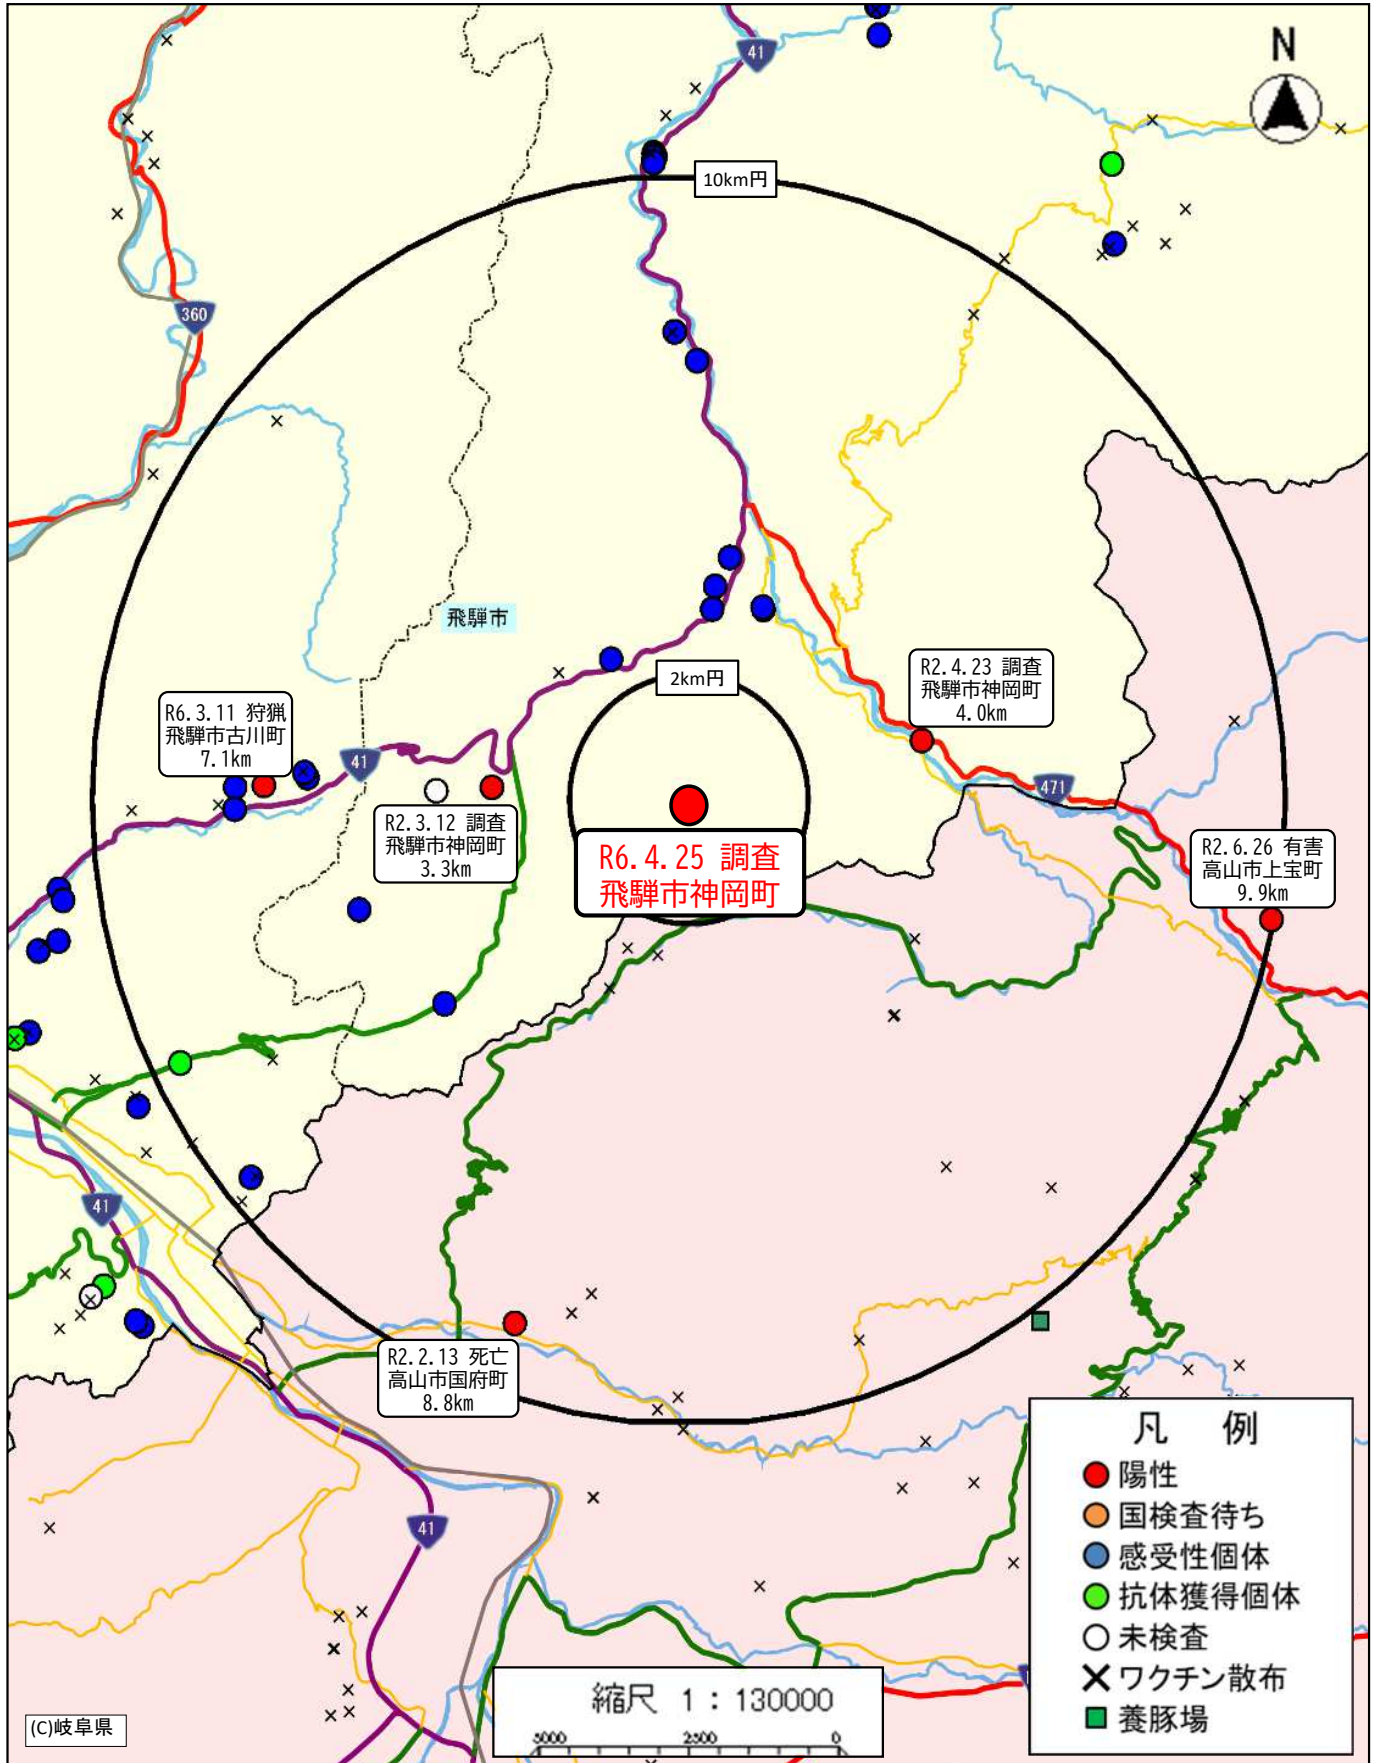 41
N
10km円
360
飛騨市
2km円
R2.4.23 調査
飛騨市神岡町
4.0km
R6.3.11 狩猟
飛騨市古川町
7.1km
41
471
R2.3.12 調査
飛騨市神岡町
3.3km
R6.4.25 調査
飛騨市神岡町
R2.6.26 有害
高山市上宝町
9.9km
41
R2.2.13 死亡
高山市国府町
8.8km
41
凡 例
陽性
国検査待ち
感受性個体
抗体獲得個体
未検査
ワクチン散布
養豚場
縮尺 1 : 130000
5000 2500 0
(C)岐阜県